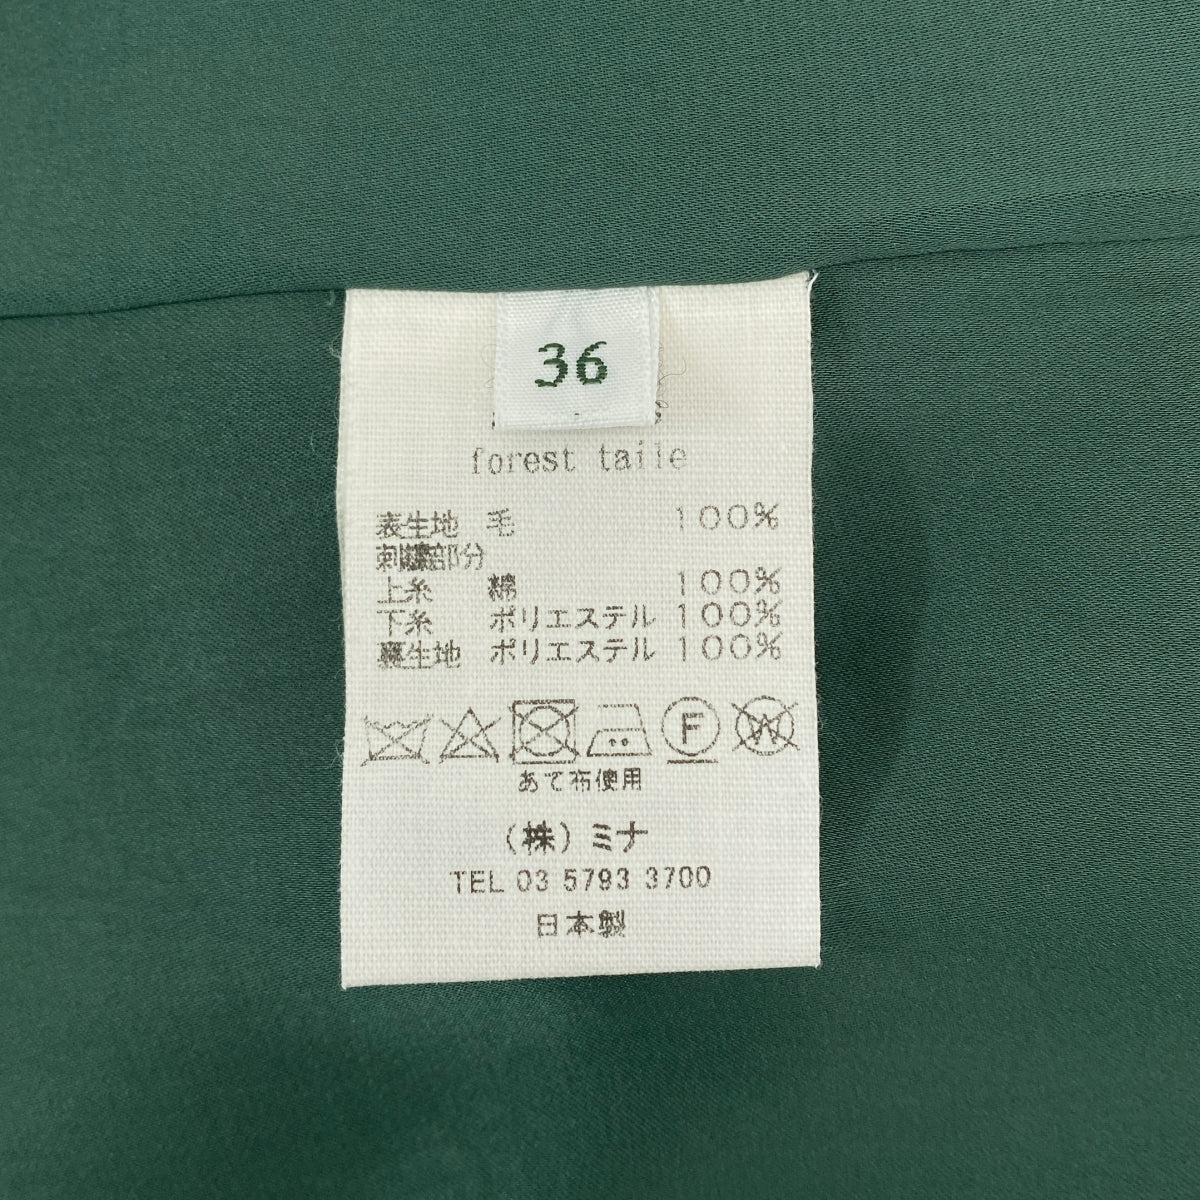 36
forest taile
表生地 毛 100%
刺繍部分
上糸 綿 100%
下糸 ポリエステル 100%
裏生地 ポリエステル 100%
F W
あて布使用
(株)ミナ
TEL 03 5793 3700
日本製